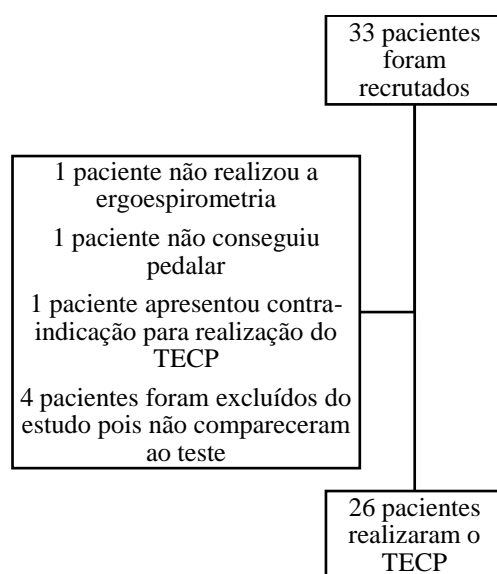 33 pacientes
foram
recrutados
1 paciente não realizou a
ergoespirometria
1 paciente não conseguiu
pedalar
1 paciente apresentou contra-
indicação para realização do
TECP
4 pacientes foram excluídos do
estudo pois não compareceram
ao teste
26 pacientes
realizaram o
TECP